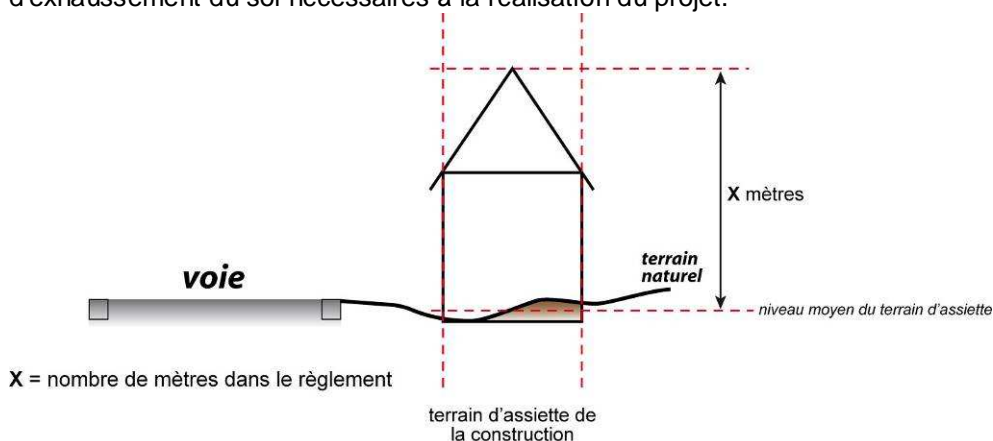 d'exhaussement du sol nécessaires à la réalisation du projet.
X mètres
voie
terrain
naturel
niveau moyen du terrain d'assiette
X = nombre de mètres dans le règlement
terrain d'assiette de
la construction